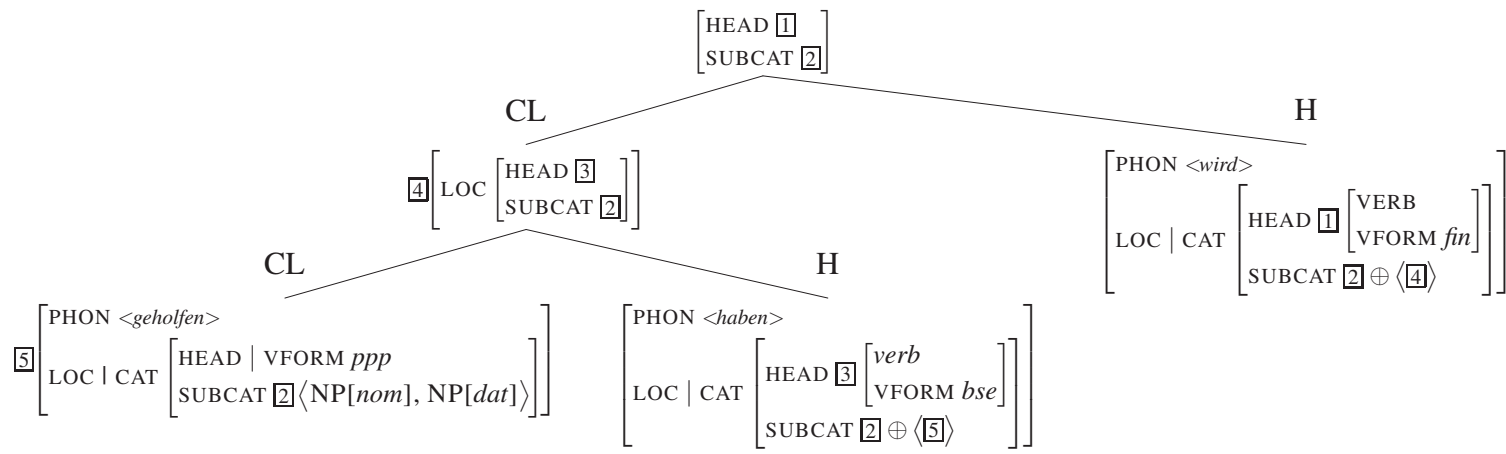 [HEAD 1
SUBCAT 2]
CL
H
4[LOC [HEAD 3
SUBCAT 2]]
[PHON <wird>
LOC | CAT [HEAD 1 [VERB
VFORM fin]
SUBCAT 2 ⊕ ⟨4⟩]]
CL
H
5[PHON <geholfen>
LOC | CAT [HEAD | VFORM ppp
SUBCAT 2⟨NP[nom], NP[dat]⟩]]
[PHON <haben>
LOC | CAT [HEAD 3 [verb
VFORM bse]
SUBCAT 2 ⊕ ⟨5⟩]]